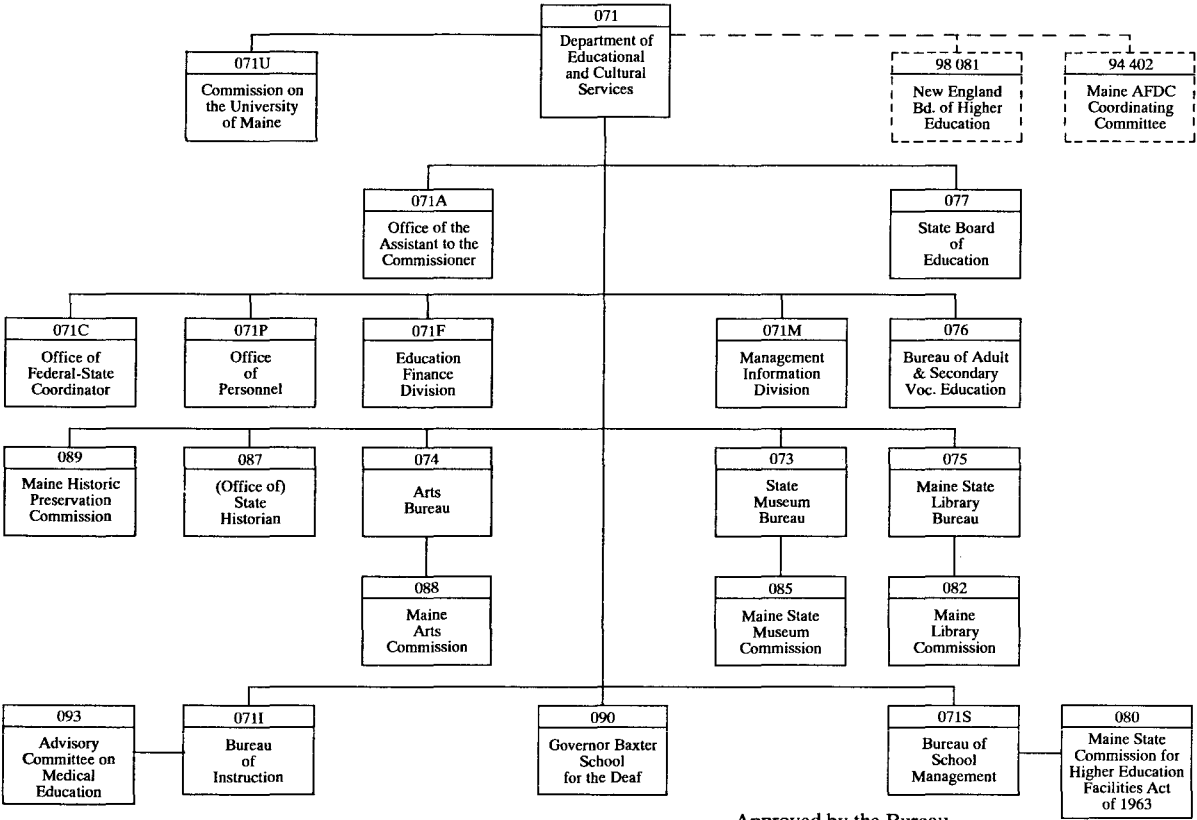 071
Department of
Educational
and Cultural
Services
071U
Commission on
the University
of Maine
98 081
New England
Bd. of Higher
Education
94 402
Maine AFDC
Coordinating
Committee
071A
Office of the
Assistant to the
Commissioner
077
State Board
of
Education
071C
Office of
Federal-State
Coordinator
071P
Office
of
Personnel
071F
Education
Finance
Division
071M
Management
Information
Division
076
Bureau of Adult
& Secondary
Voc. Education
089
Maine Historic
Preservation
Commission
087
(Office of)
State
Historian
074
Arts
Bureau
073
State
Museum
Bureau
075
Maine State
Library
Bureau
088
Maine
Arts
Commission
085
Maine State
Museum
Commission
082
Maine
Library
Commission
093
Advisory
Committee on
Medical
Education
071I
Bureau
of
Instruction
090
Governor Baxter
School
for the Deaf
071S
Bureau of
School
Management
080
Maine State
Commission for
Higher Education
Facilities Act
of 1963
Approved by the Bureau